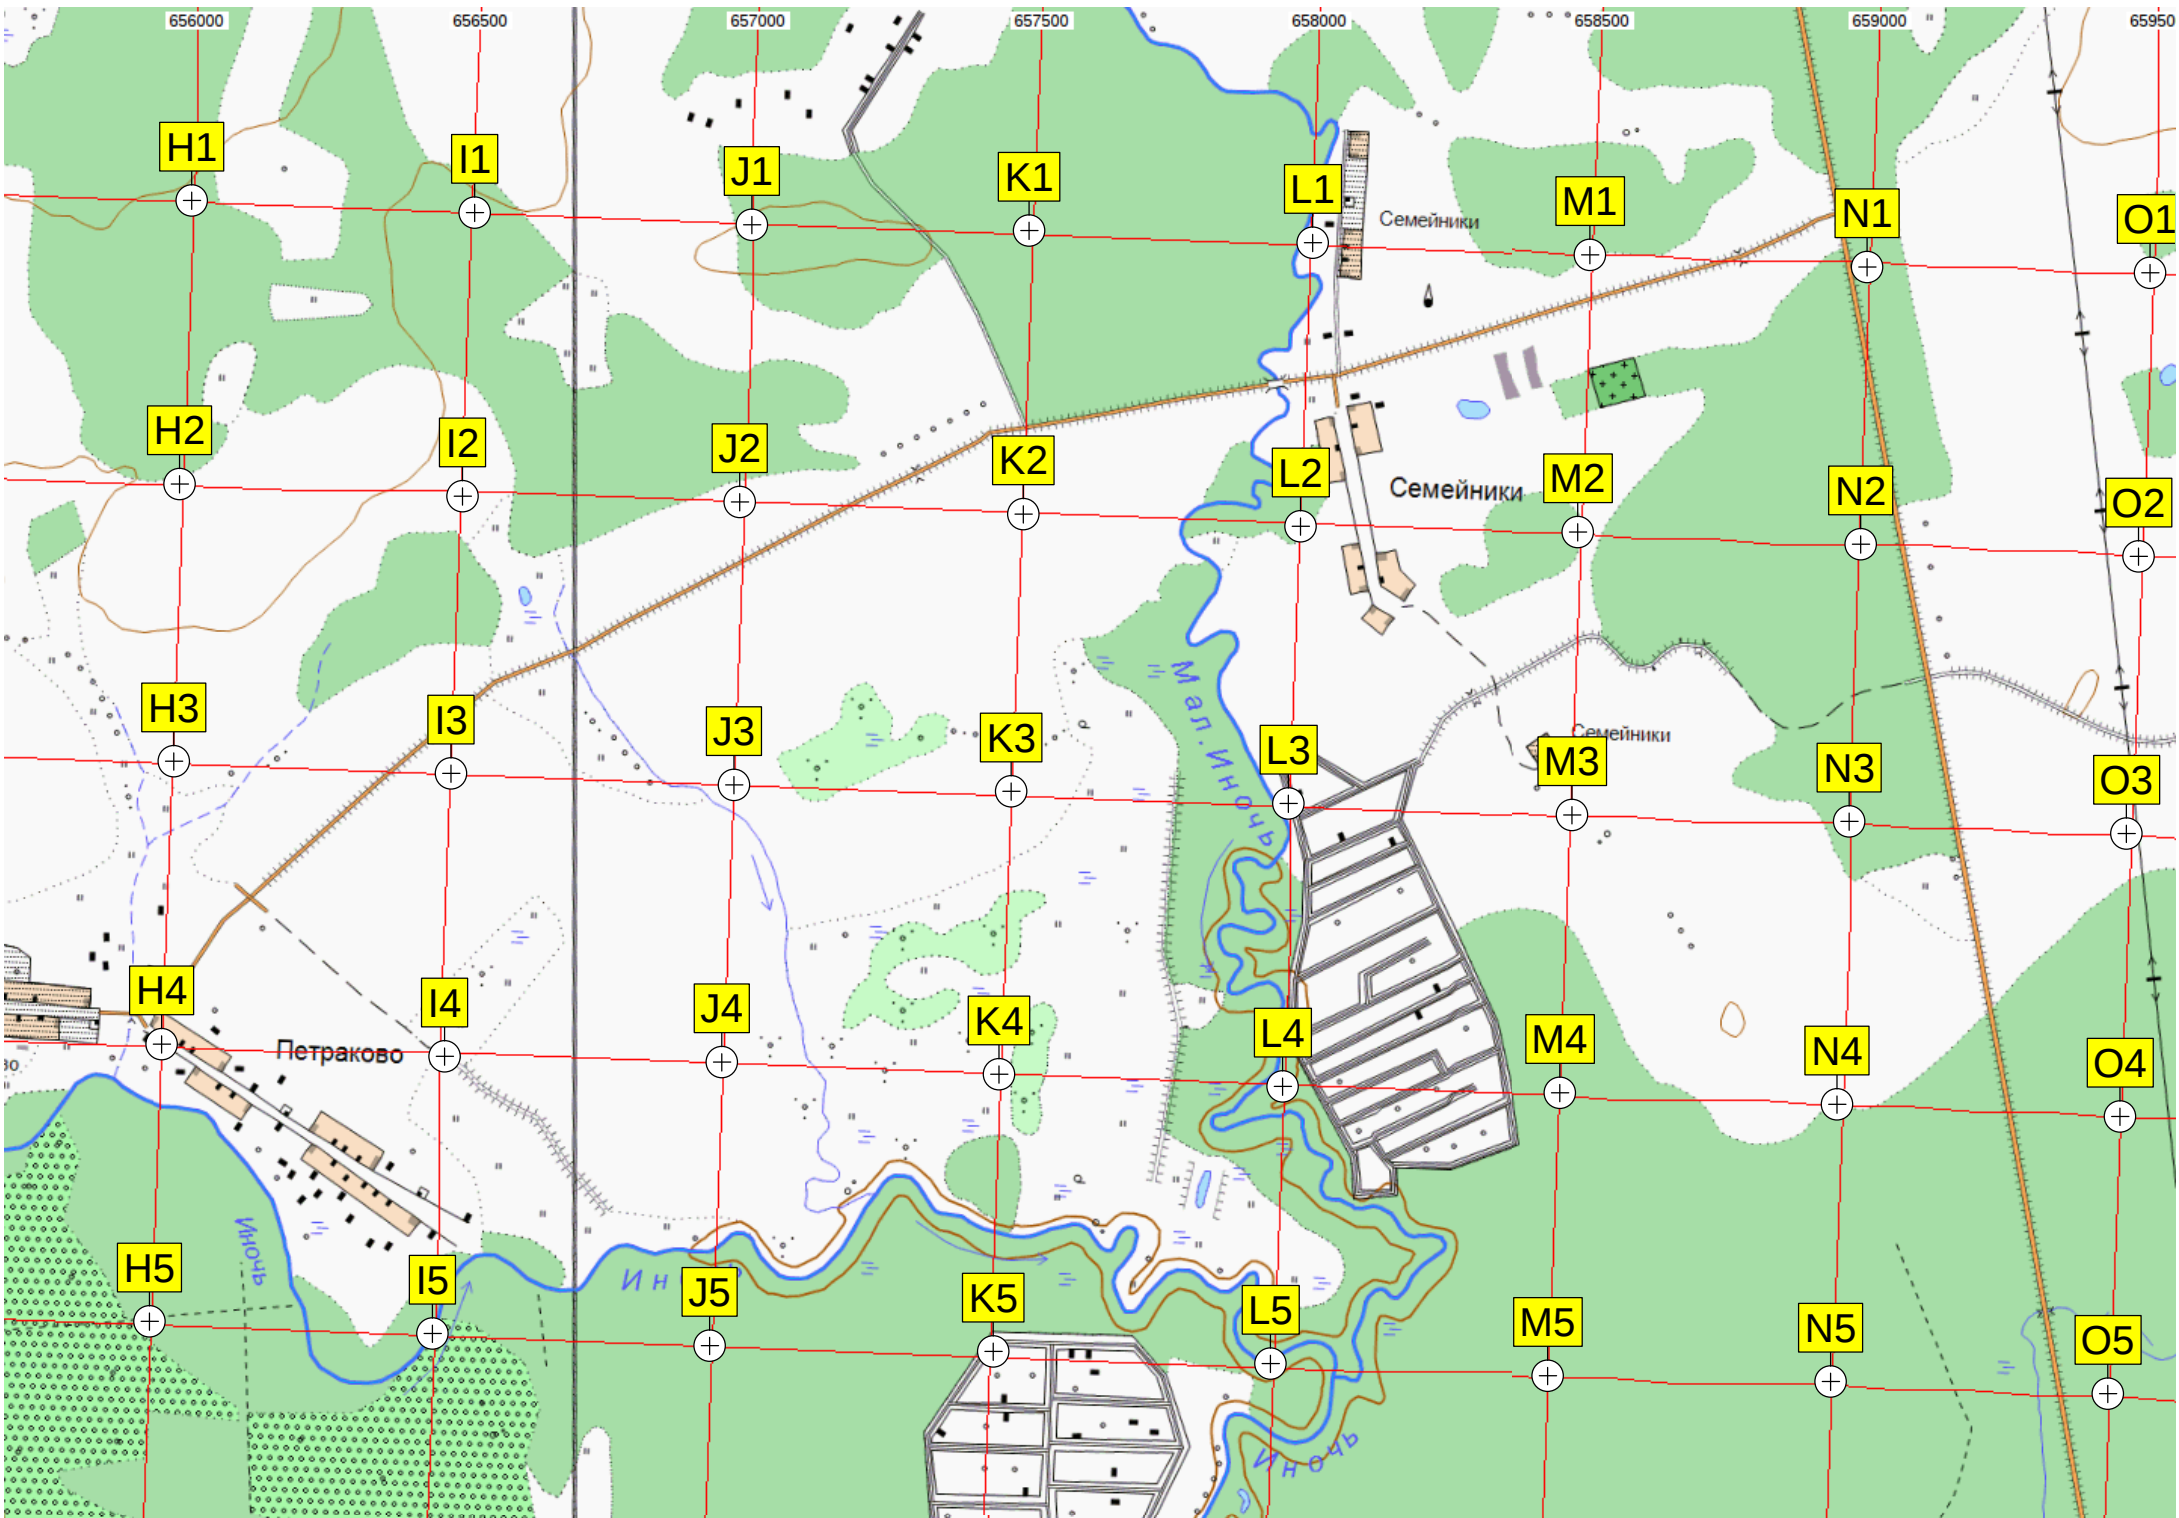 656000 656500 657000 657500 658000 658500 659000 65950
H1 I1 J1 K1 L1 M1 N1 O1
Семейники
H2 I2 J2 K2 L2 M2 N2 O2
Семейники
Мал. Иночь
H3 I3 J3 K3 L3 M3 N3 O3
Семейники
H4 I4 J4 K4 L4 M4 N4 O4
Петраково
во
Иночь
H5 I5 J5 K5 L5 M5 N5 O5
Ин
Иночь